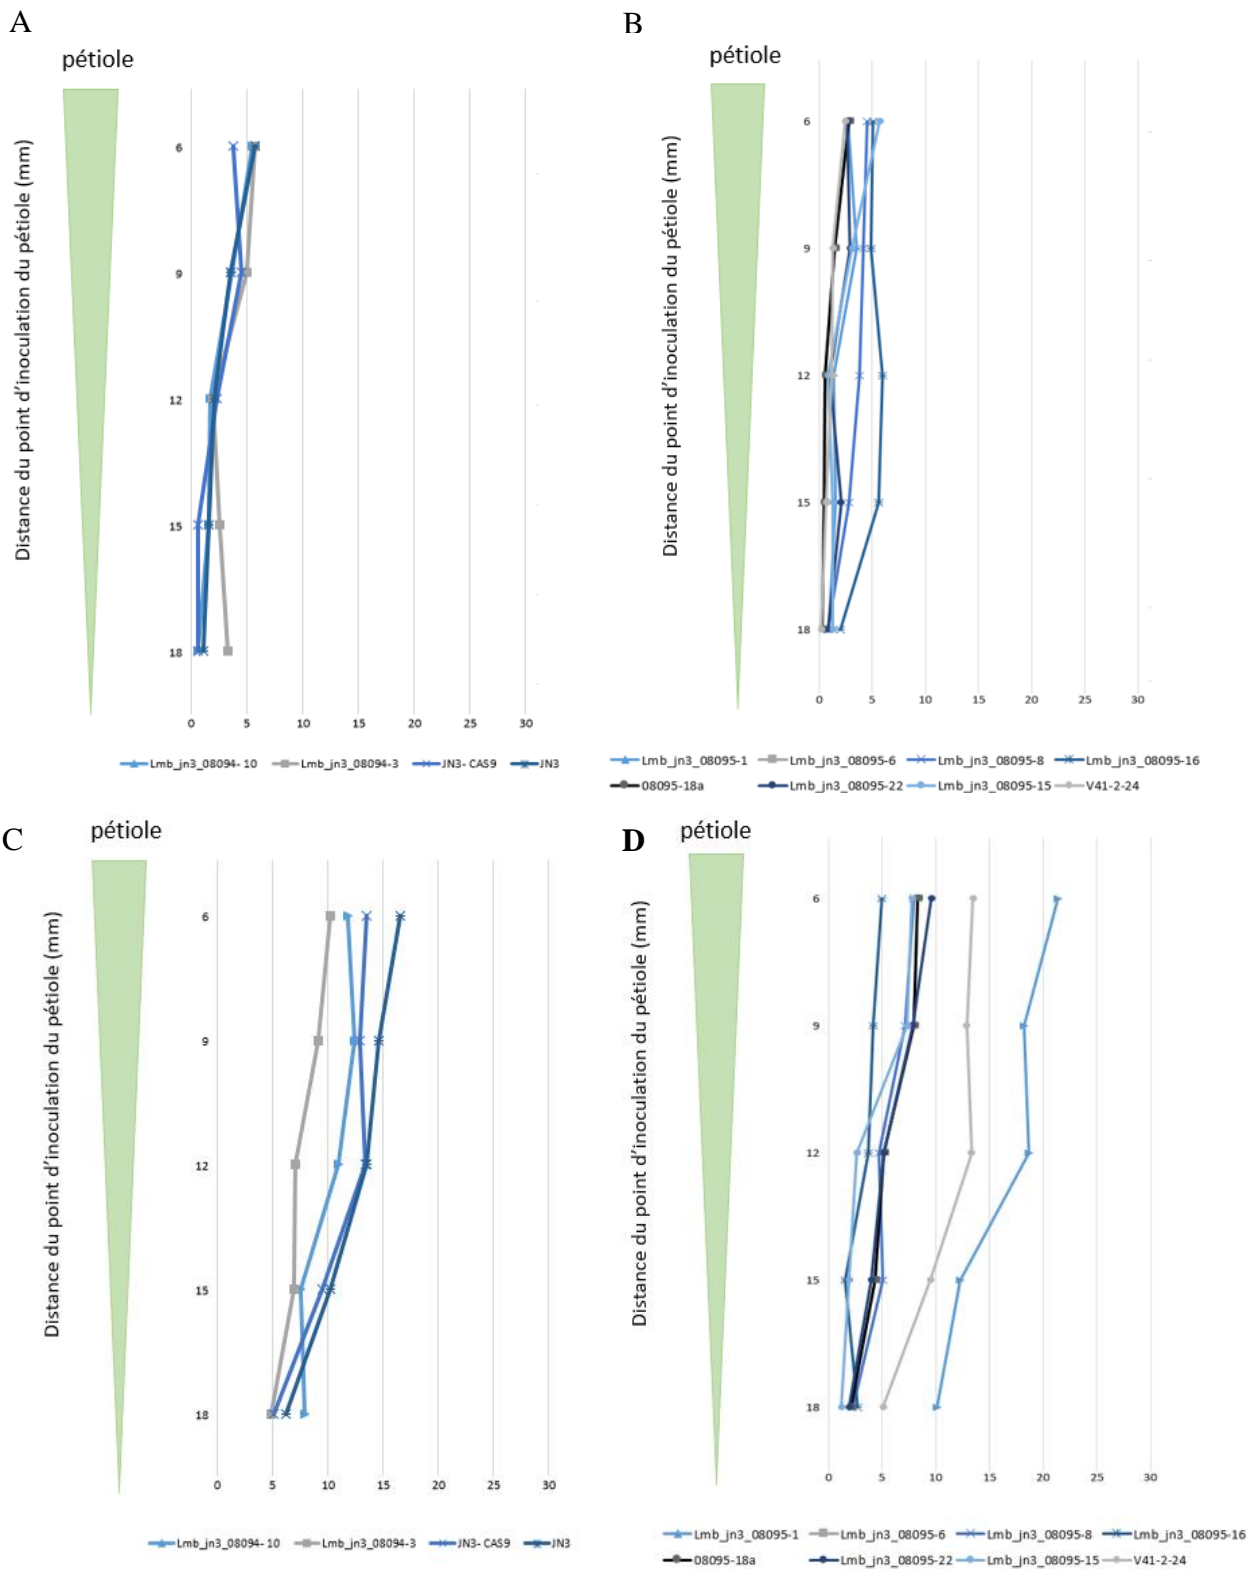 A
pétiole
Distance du point d'inoculation du pétiole (mm)
6
9
12
15
18
0 5 10 15 20 25 30
Lmb_jn3_08094- 10 Lmb_jn3_08094-3 JN3- CAS9 JN3
B
pétiole
Distance du point d'inoculation du pétiole (mm)
6
9
12
15
18
0 5 10 15 20 25 30
Lmb_jn3_08095-1 Lmb_jn3_08095-6 Lmb_jn3_08095-8 Lmb_jn3_08095-16
08095-18a Lmb_jn3_08095-22 Lmb_jn3_08095-15 V41-2-24
C
pétiole
Distance du point d'inoculation du pétiole (mm)
6
9
12
15
18
0 5 10 15 20 25 30
Lmb_jn3_08094- 10 Lmb_jn3_08094-3 JN3- CAS9 JN3
D
pétiole
Distance du point d'inoculation du pétiole (mm)
6
9
12
15
18
0 5 10 15 20 25 30
Lmb_jn3_08095-1 Lmb_jn3_08095-6 Lmb_jn3_08095-8 Lmb_jn3_08095-16
08095-18a Lmb_jn3_08095-22 Lmb_jn3_08095-15 V41-2-24